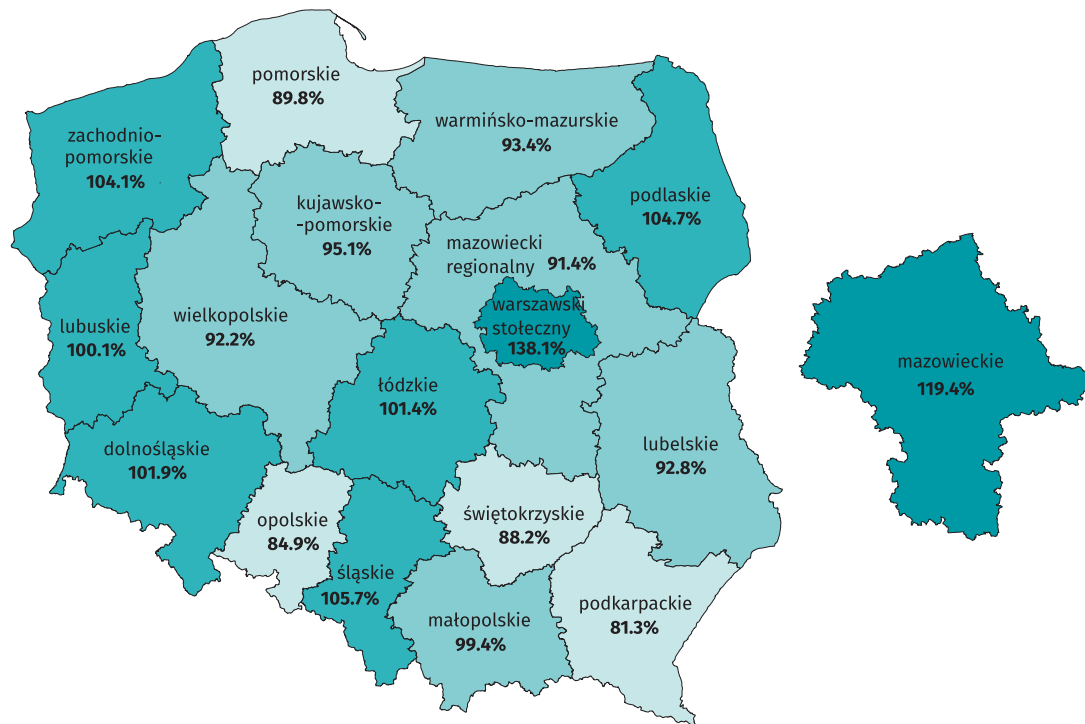 pomorskie
89.8%
zachodnio-
pomorskie
104.1%
warmińsko-mazurskie
93.4%
podlaskie
104.7%
kujawsko-
-pomorskie
95.1%
mazowiecki
regionalny 91.4%
warszawski
stołeczny
138.1%
lubuskie
100.1%
wielkopolskie
92.2%
łódzkie
101.4%
mazowieckie
119.4%
dolnośląskie
101.9%
lubelskie
92.8%
opolskie
84.9%
świętokrzyskie
88.2%
śląskie
105.7%
małopolskie
99.4%
podkarpackie
81.3%